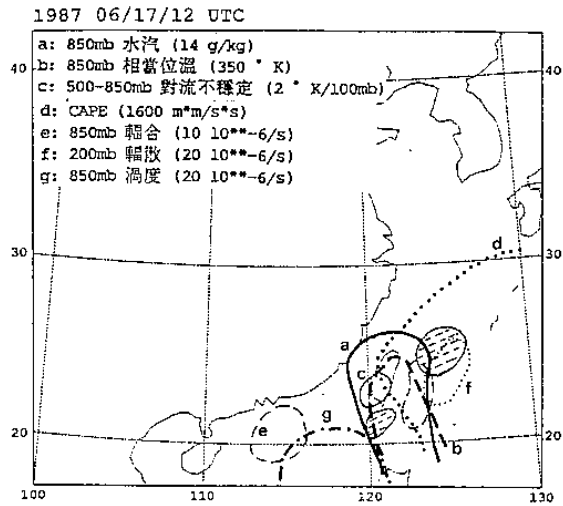 1987 06/17/12 UTC
a: 850mb 水汽 (14 g/kg)
b: 850mb 相當位溫 (350 ° K)
c: 500-850mb 對流不穩定 (2 ° K/100mb)
d: CAPE (1600 m*m/s*s)
e: 850mb 輻合 (10 10**-6/s)
f: 200mb 輻散 (20 10**-6/s)
g: 850mb 渦度 (20 10**-6/s)
40 40
30 d 30
a
c
f
e g
20 b 20
100 110 120 130